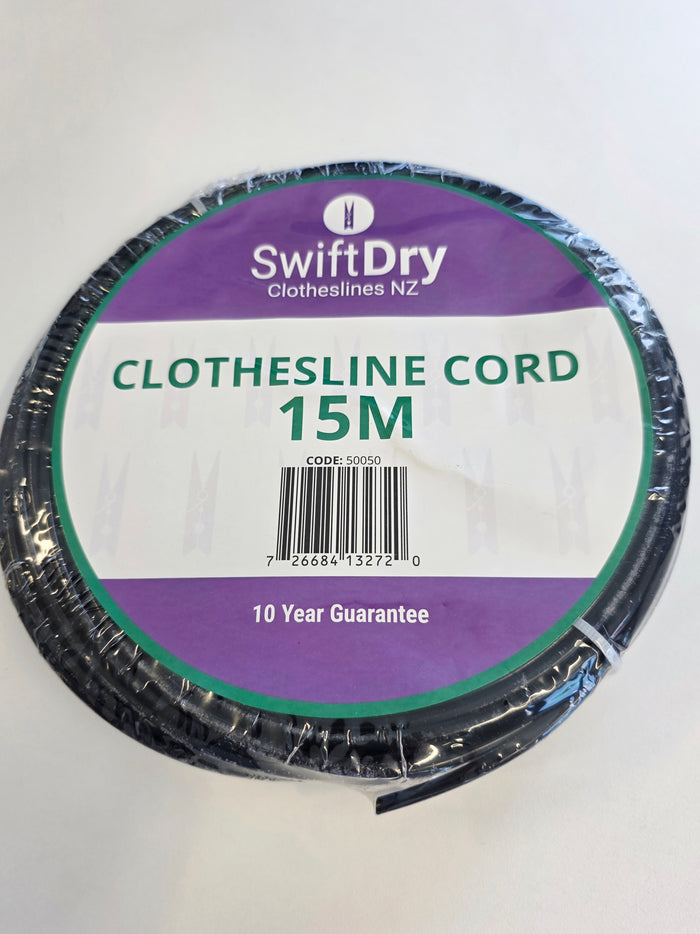 SwiftDry
Clotheslines NZ
CLOTHESLINE CORD
15M
CODE: 50050
7 26684 13272 0
10 Year Guarantee